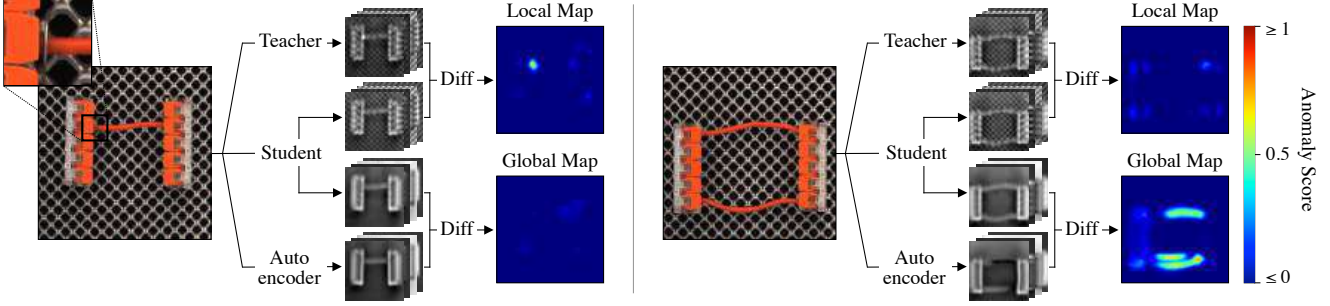 Teacher
Student
Auto
encoder
Diff
Diff
Local Map
Global Map
Teacher
Student
Auto
encoder
Diff
Diff
Local Map
Global Map
≥ 1
0.5
≤ 0
Anomaly Score